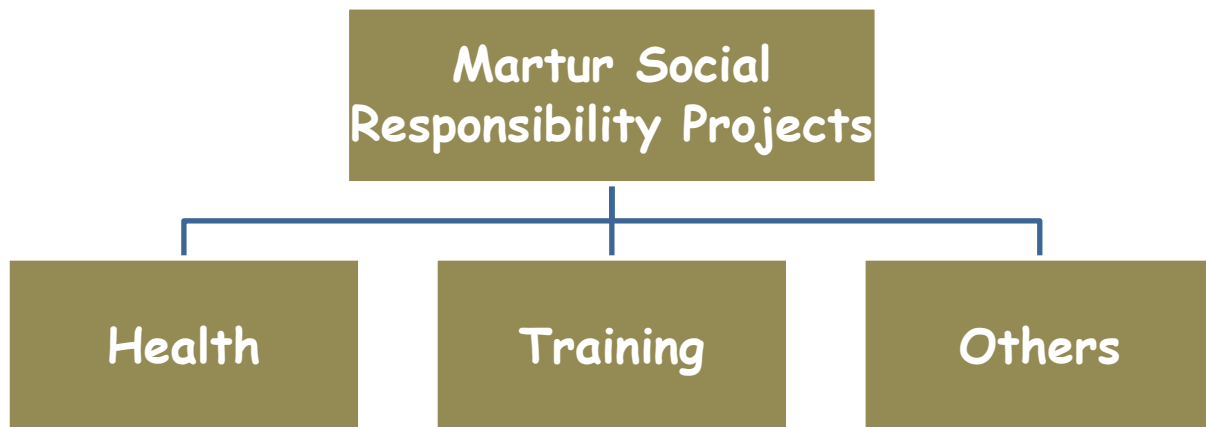 Martur Social
Responsibility Projects
Health
Training
Others